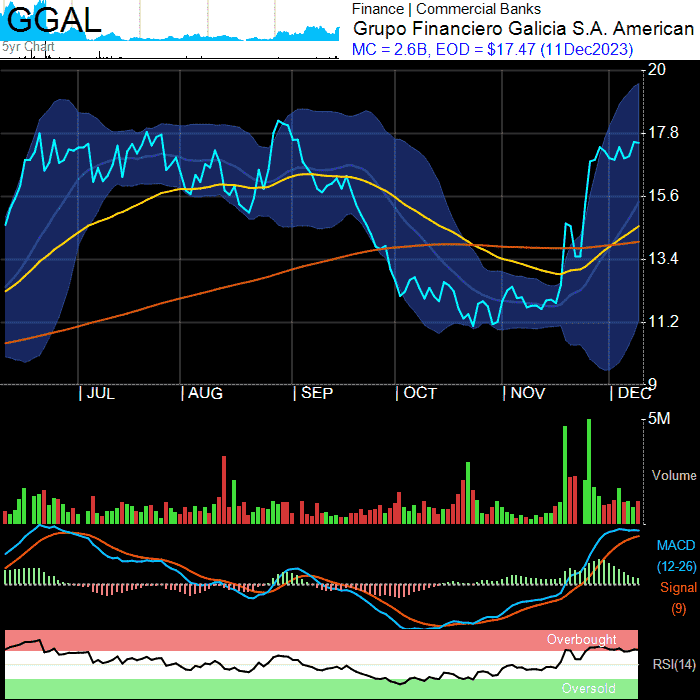 GGAL
5yr Chart
Finance | Commercial Banks
Grupo Financiero Galicia S.A. American
MC = 2.6B, EOD = $17.47 (11Dec2023)
20
17.8
15.6
13.4
11.2
9
| JUL | AUG | SEP | OCT | NOV | DEC
5M
Volume
MACD
(12-26)
Signal
(9)
Overbought
RSI(14)
Oversold